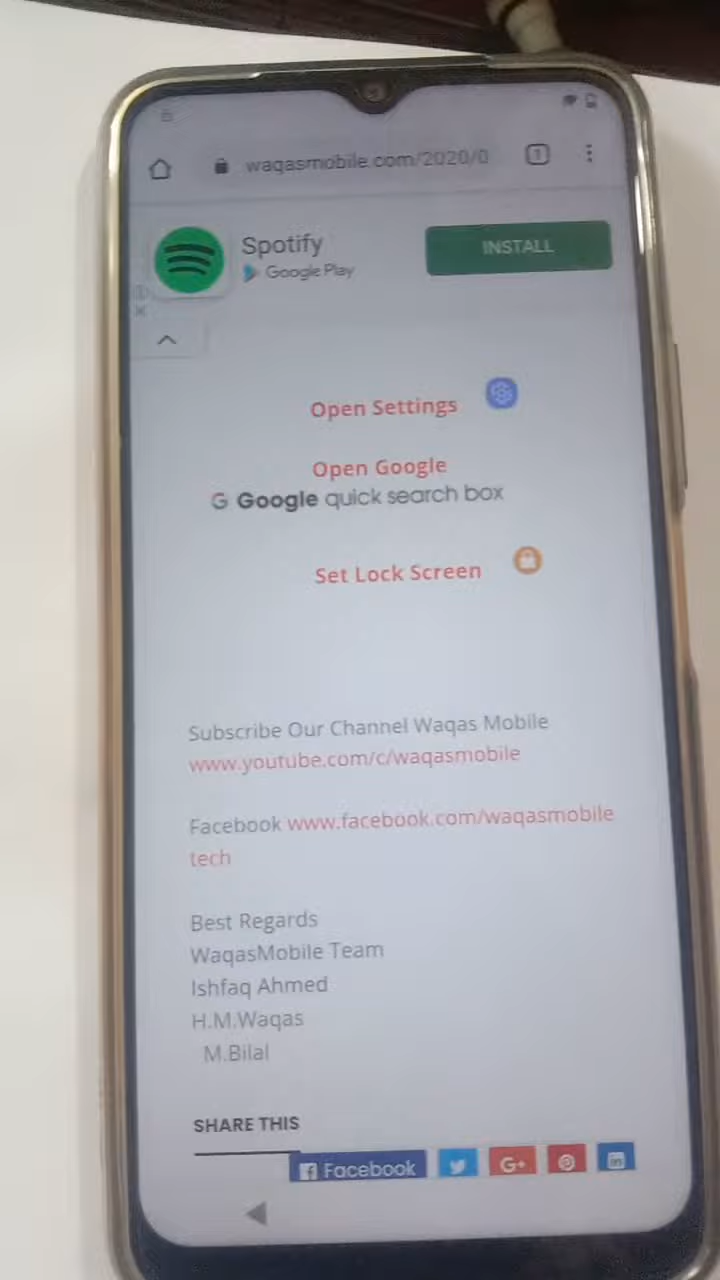 waqasmobile.com/2020/0
1
Spotify
Google Play
INSTALL
Open Settings
Open Google
G Google quick search box
Set Lock Screen
Subscribe Our Channel Waqas Mobile
www.youtube.com/c/waqasmobile
Facebook www.facebook.com/waqasmobile
tech
Best Regards
WaqasMobile Team
Ishfaq Ahmed
H.M.Waqas
M.Bilal
SHARE THIS
f Facebook
G+
in